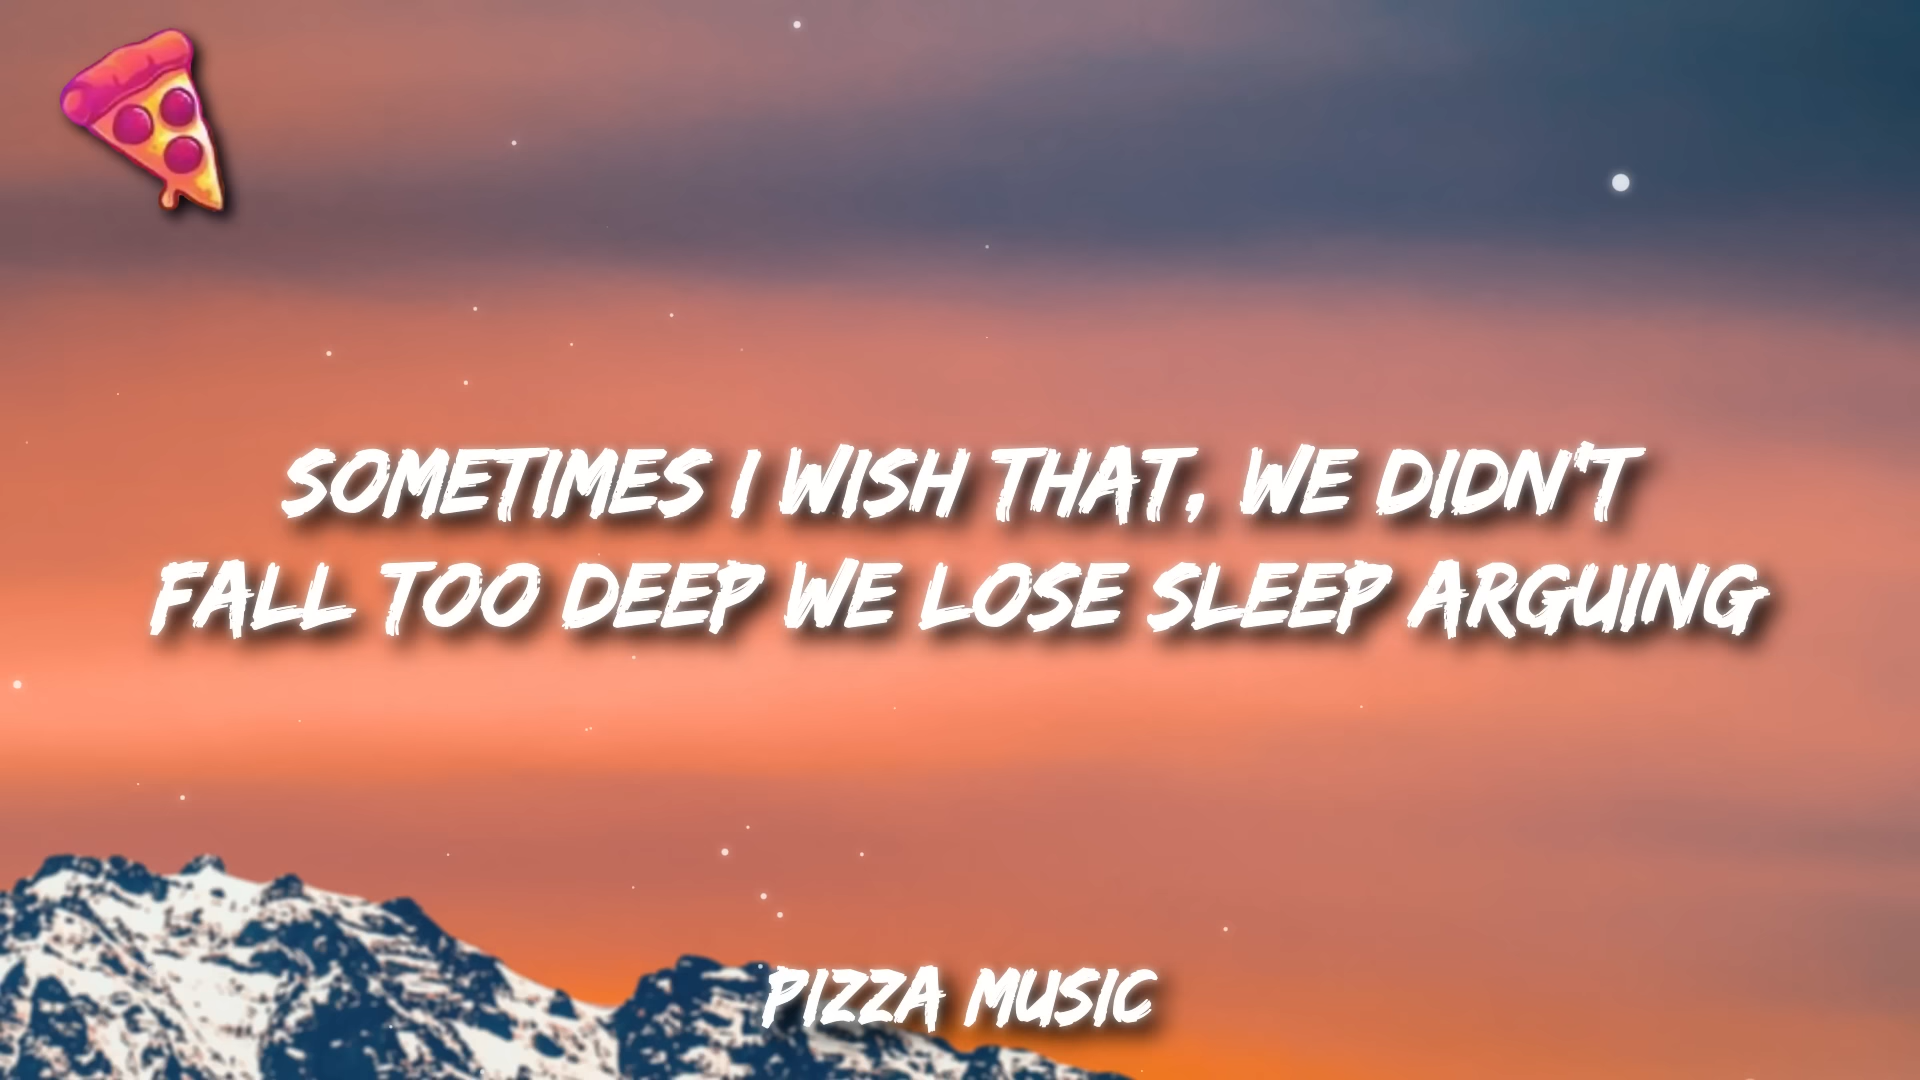 SOMETIMES I WISH THAT, WE DIDN'T
FALL TOO DEEP WE LOSE SLEEP ARGUING
PIZZA MUSIC